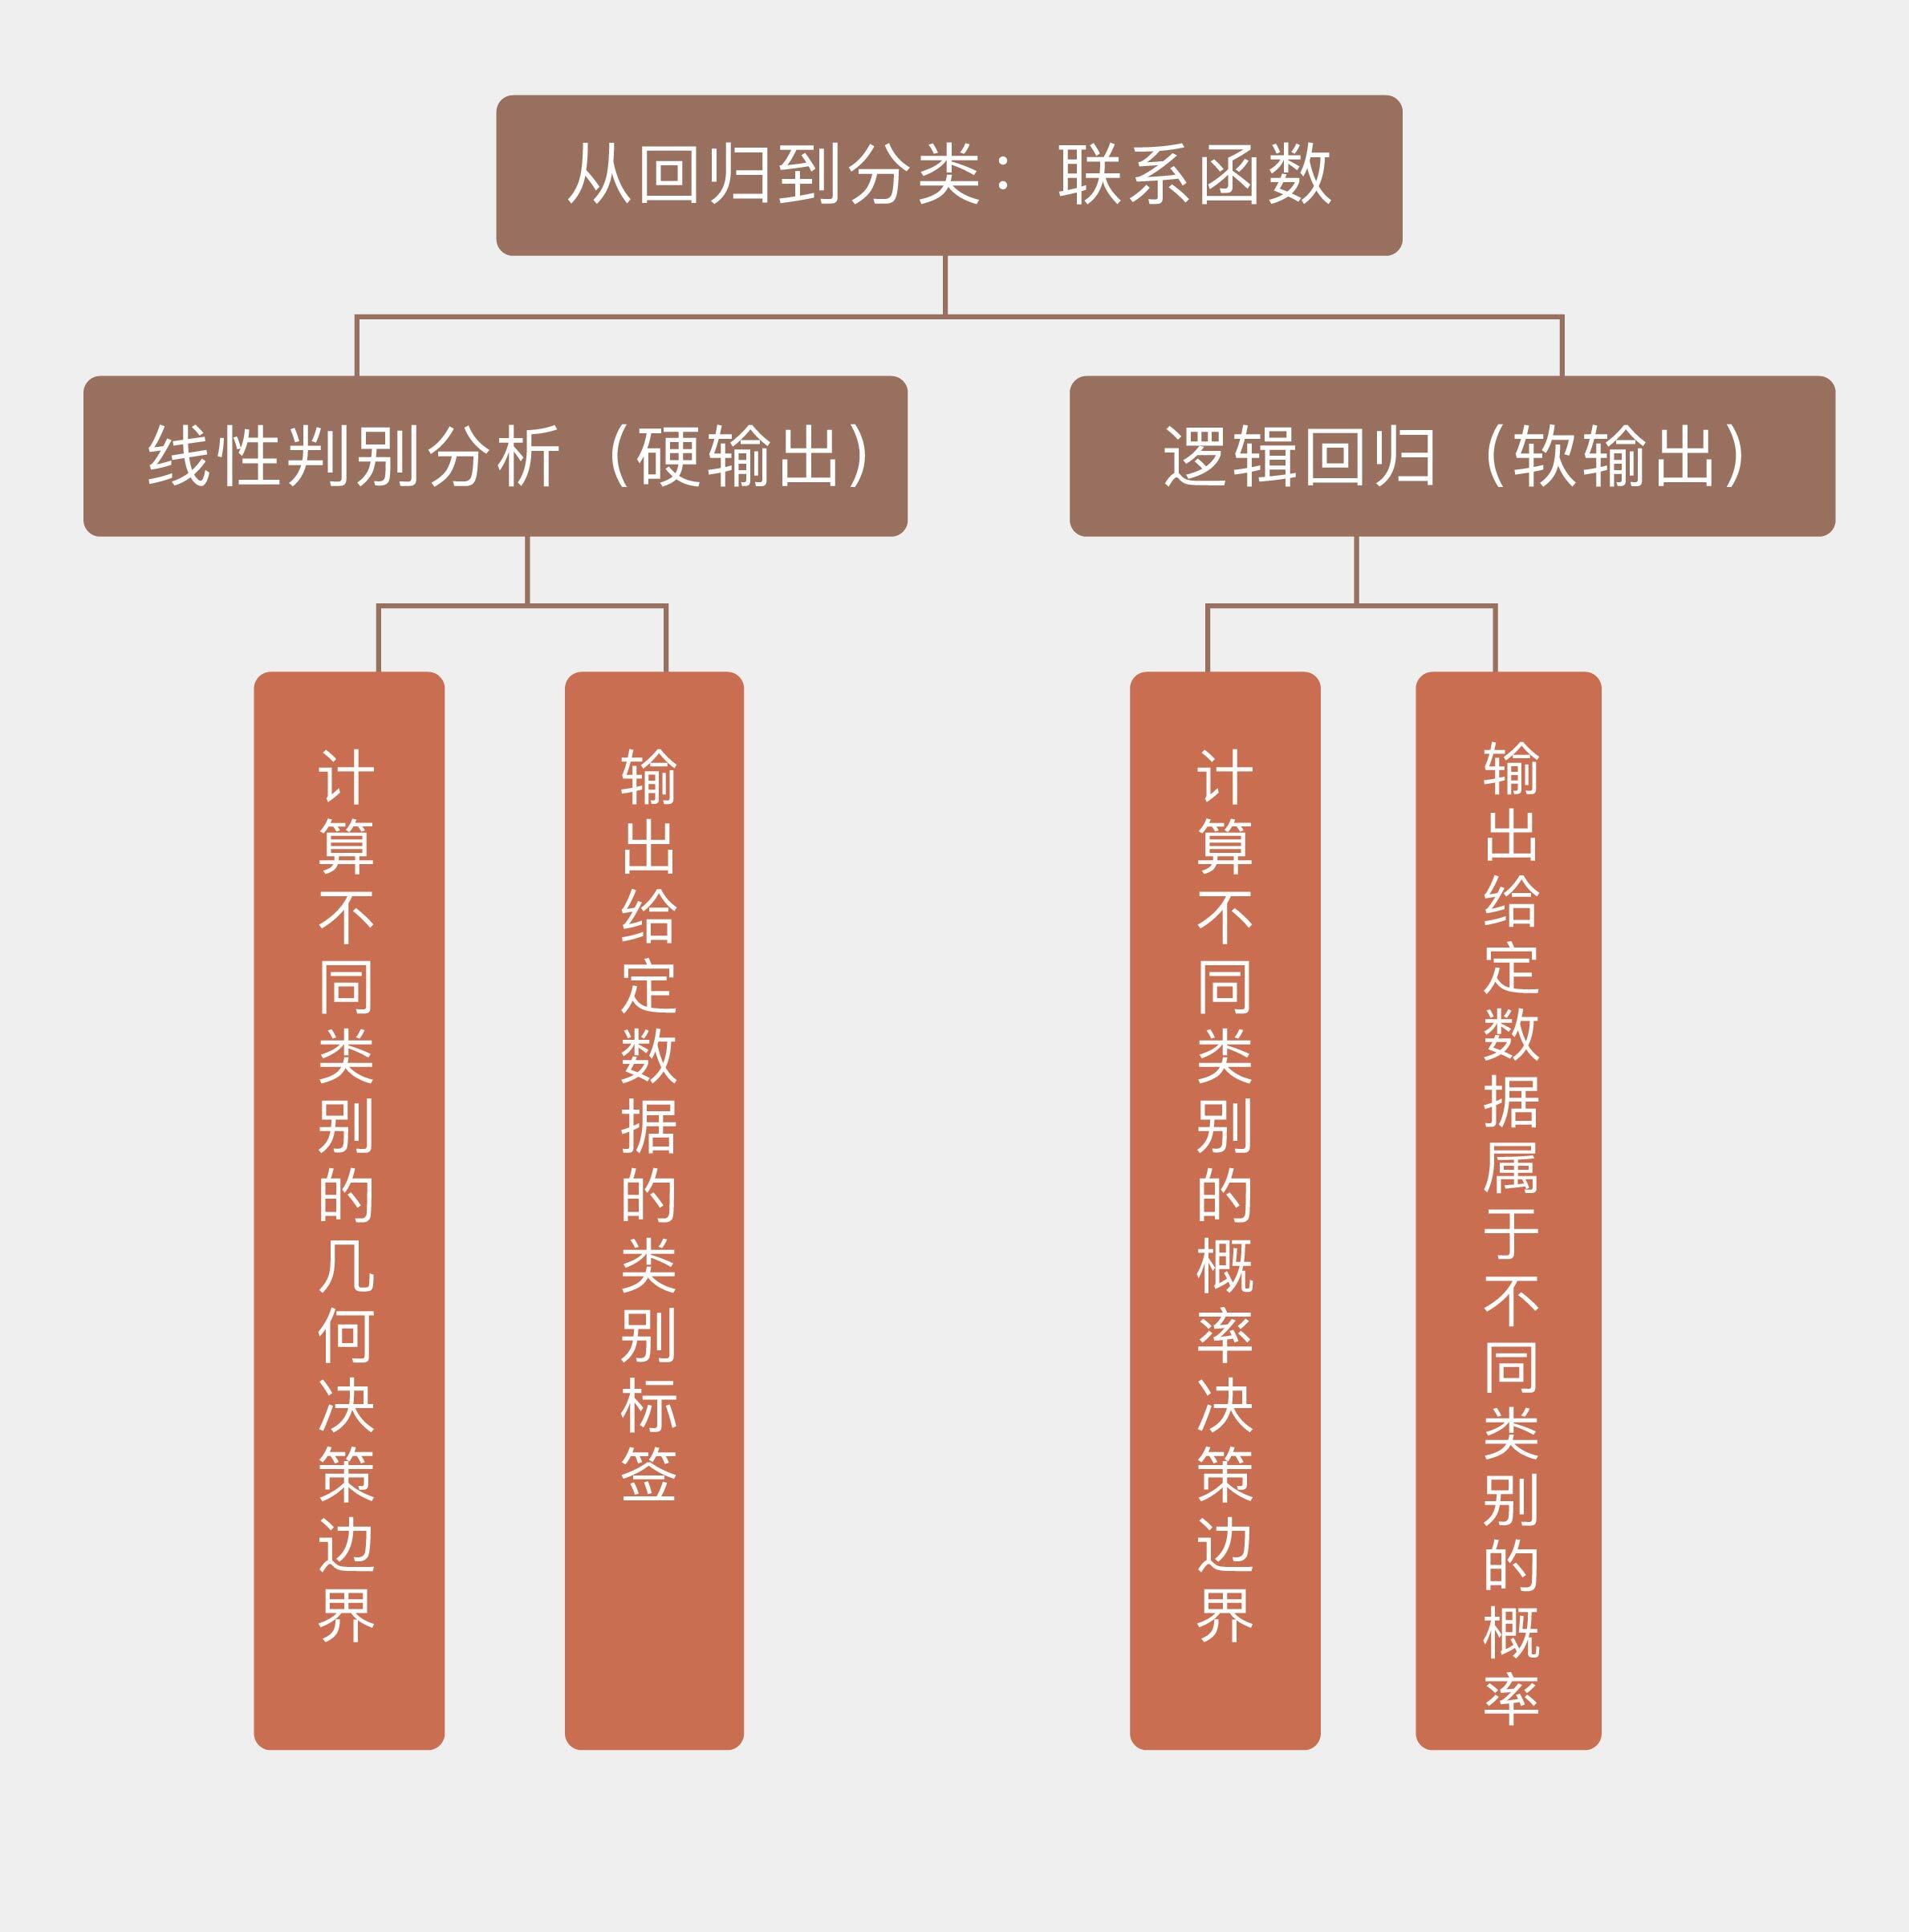 从回归到分类：联系函数
线性判别分析（硬输出）
逻辑回归（软输出）
计算不同类别的几何决策边界
输出给定数据的类别标签
计算不同类别的概率决策边界
输出给定数据属于不同类别的概率